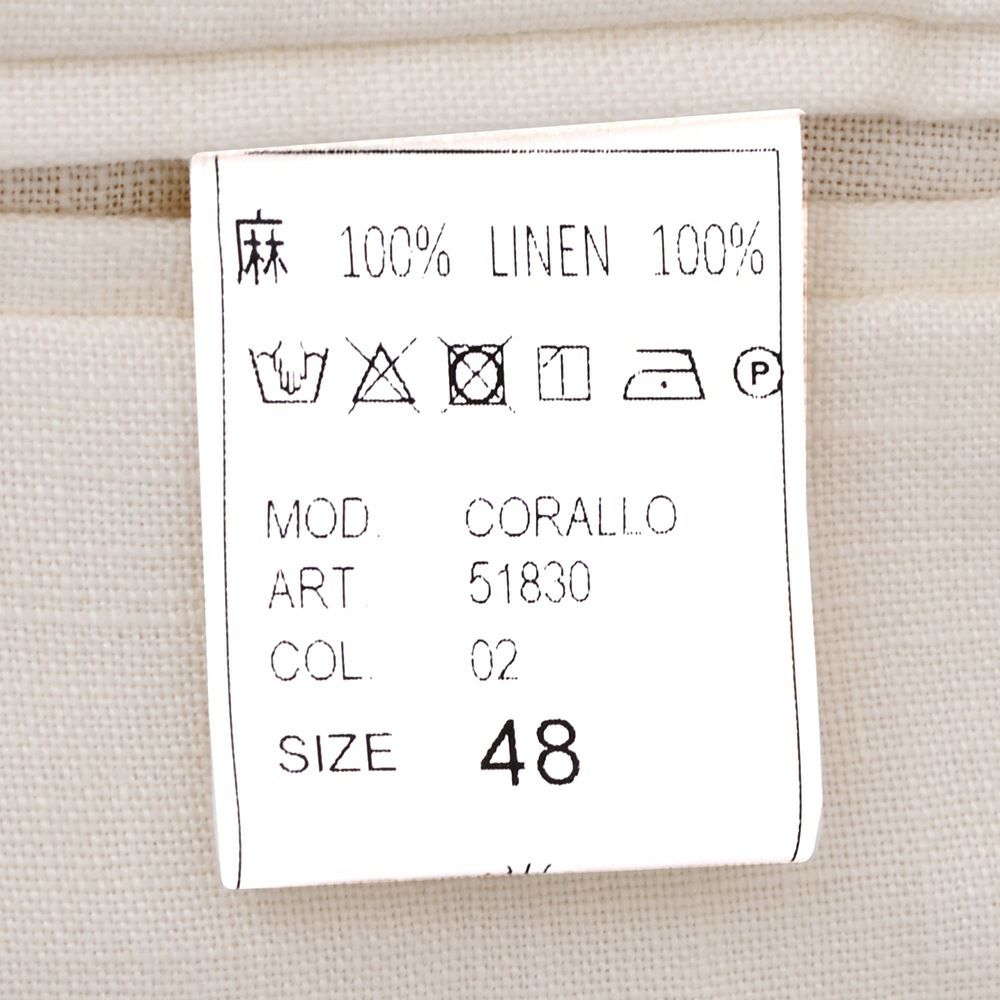 麻 100% LINEN 100%
P
MOD. CORALLO
ART. 51830
COL. 02
SIZE 48